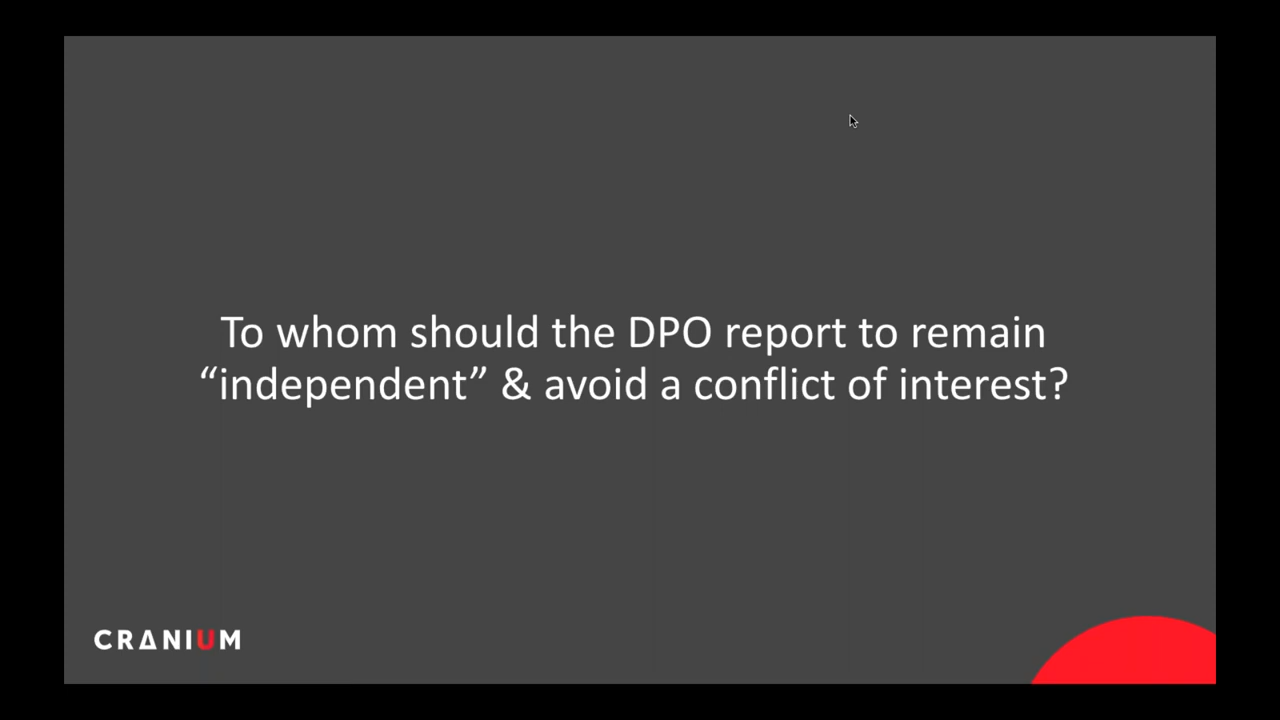 To whom should the DPO report to remain
“independent” & avoid a conflict of interest?
CRANIUM